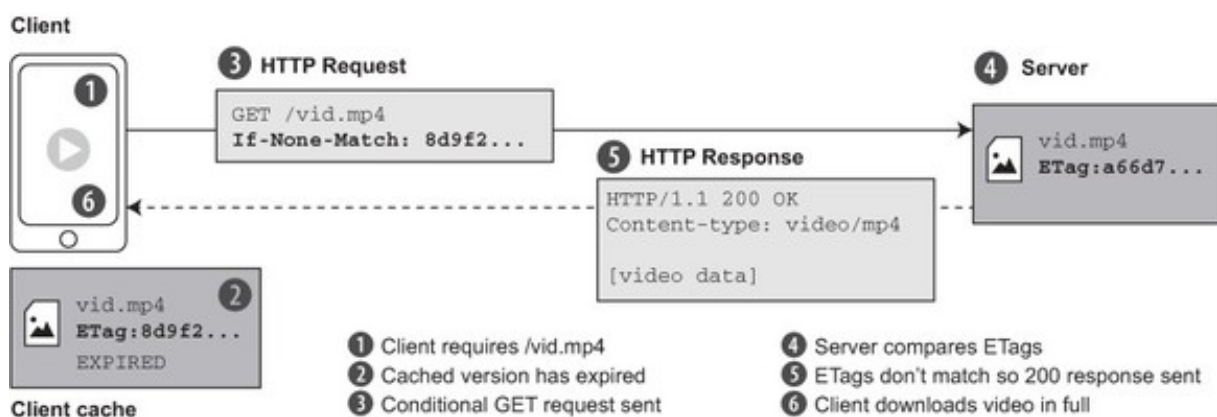 Client
3 HTTP Request
GET /vid.mp4
If-None-Match: 8d9f2...
4 Server
vid.mp4
ETag:a66d7...
1
5 HTTP Response
HTTP/1.1 200 OK
Content-type: video/mp4
[video data]
6
vid.mp4
2
ETag:8d9f2...
EXPIRED
Client cache
1 Client requires /vid.mp4
2 Cached version has expired
3 Conditional GET request sent
4 Server compares ETags
5 ETags don't match so 200 response sent
6 Client downloads video in full